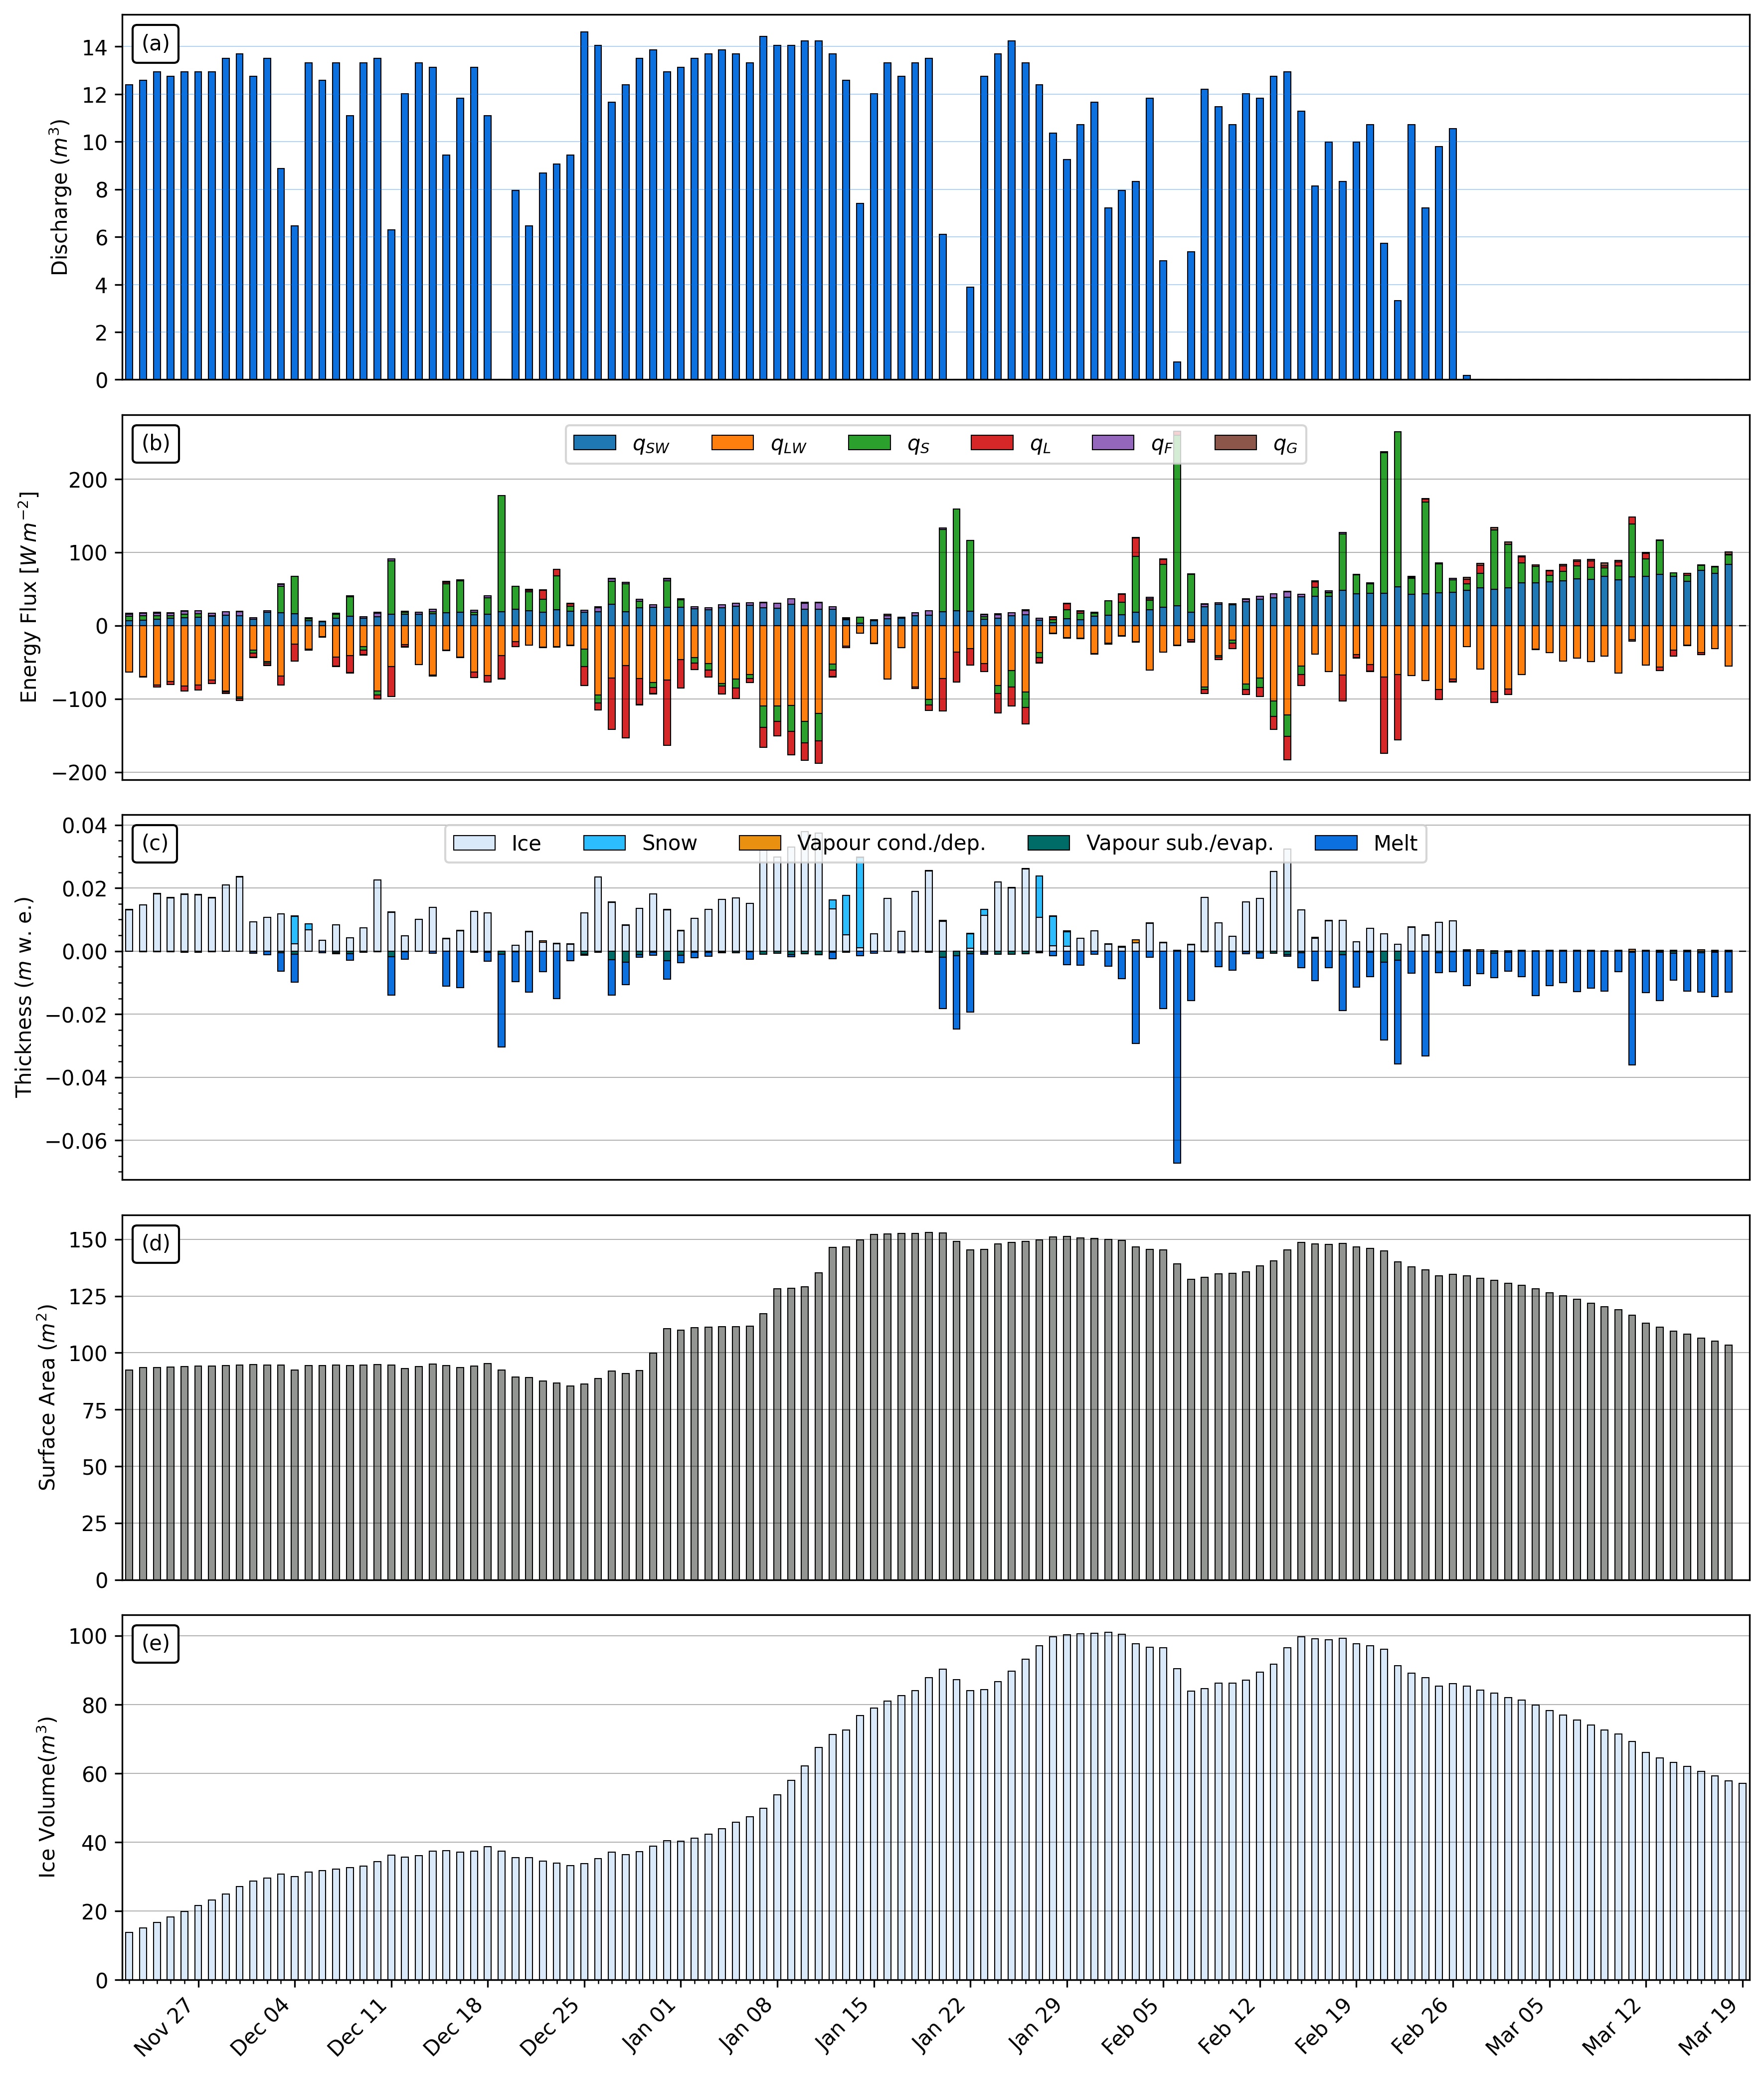 (a)
Discharge (m³)
14
12
10
8
6
4
2
0
(b)
q_SW q_LW q_S q_L q_F q_G
Energy Flux [W m⁻²]
200
100
0
−100
−200
(c)
Ice Snow Vapour cond./dep. Vapour sub./evap. Melt
Thickness (m w. e.)
0.04
0.02
0.00
−0.02
−0.04
−0.06
(d)
Surface Area (m²)
150
125
100
75
50
25
0
(e)
Ice Volume(m³)
100
80
60
40
20
0
Nov 27 Dec 04 Dec 11 Dec 18 Dec 25 Jan 01 Jan 08 Jan 15 Jan 22 Jan 29 Feb 05 Feb 12 Feb 19 Feb 26 Mar 05 Mar 12 Mar 19